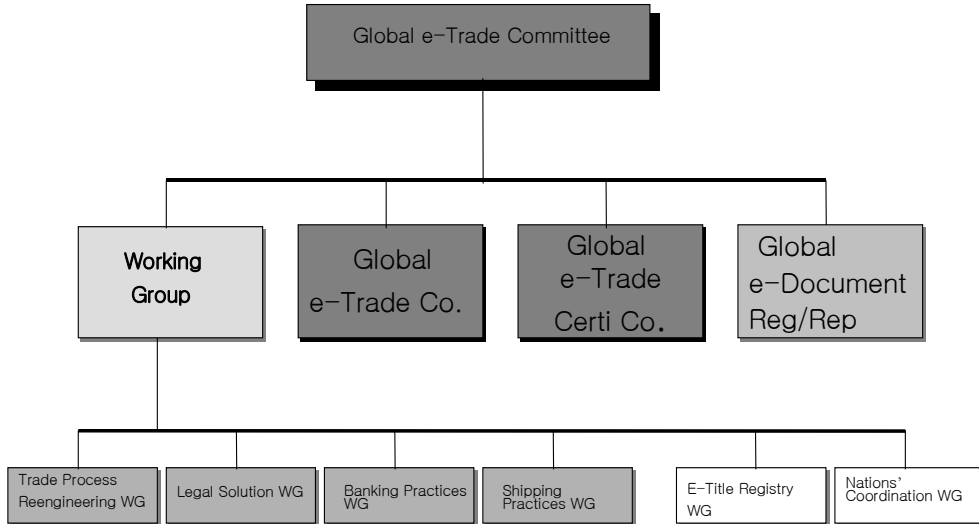 Global e-Trade Committee
Working
Group
Global
e-Trade Co.
Global
e-Trade
Certi Co.
Global
e-Document
Reg/Rep
Trade Process
Reengineering WG
Legal Solution WG
Banking Practices
WG
Shipping
Practices WG
E-Title Registry
WG
Nations'
Coordination WG